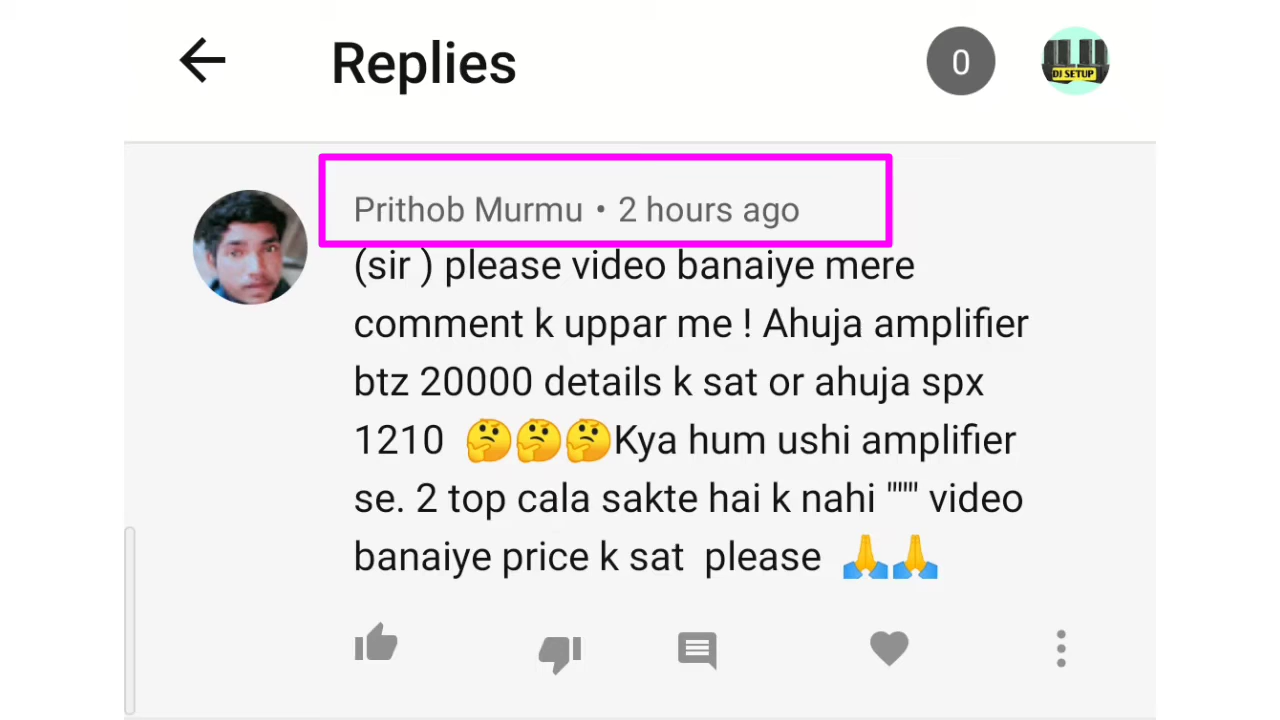 Replies
0
DJ SETUP
Prithob Murmu • 2 hours ago
(sir ) please video banaiye mere
comment k uppar me ! Ahuja amplifier
btz 20000 details k sat or ahuja spx
1210 🤔🤔🤔Kya hum ushi amplifier
se. 2 top cala sakte hai k nahi """" video
banaiye price k sat please 🙏🙏